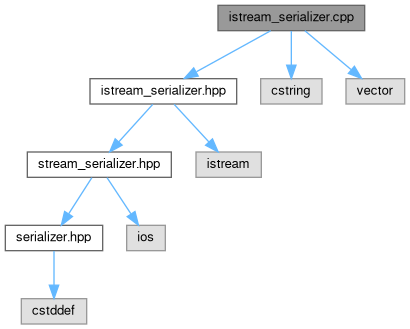 istream_serializer.cpp
istream_serializer.hpp
cstring
vector
stream_serializer.hpp
istream
serializer.hpp
ios
cstddef